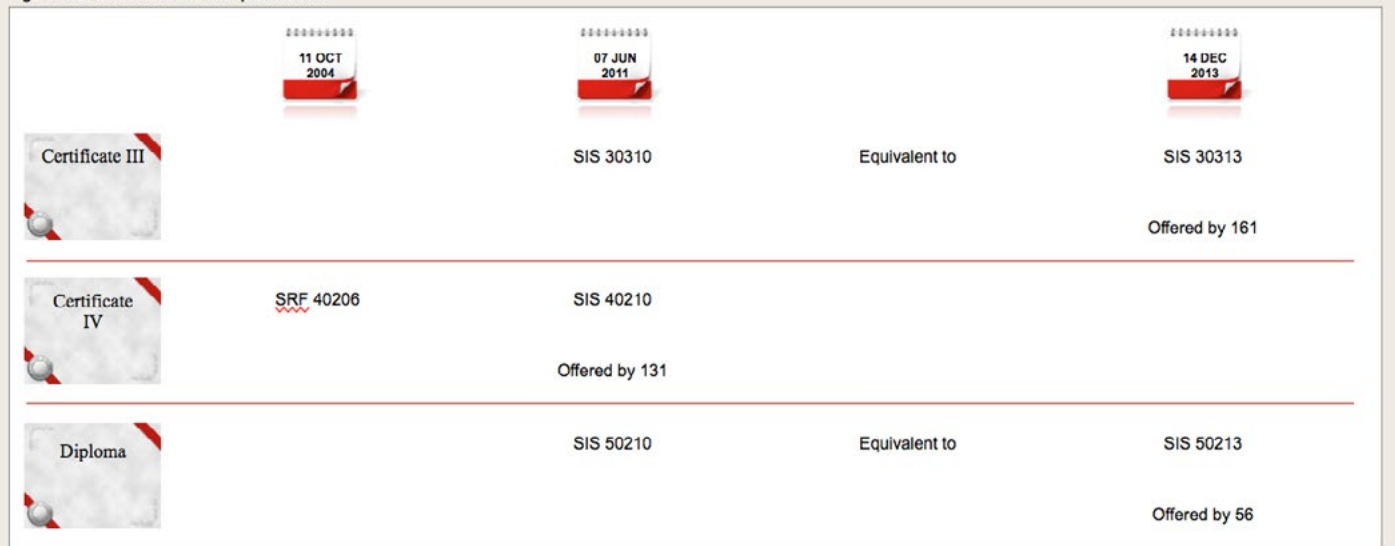 11 OCT
2004
07 JUN
2011
14 DEC
2013
Certificate III
SIS 30310
Equivalent to
SIS 30313
Offered by 161
Certificate
IV
SRF 40206
SIS 40210
Offered by 131
Diploma
SIS 50210
Equivalent to
SIS 50213
Offered by 56